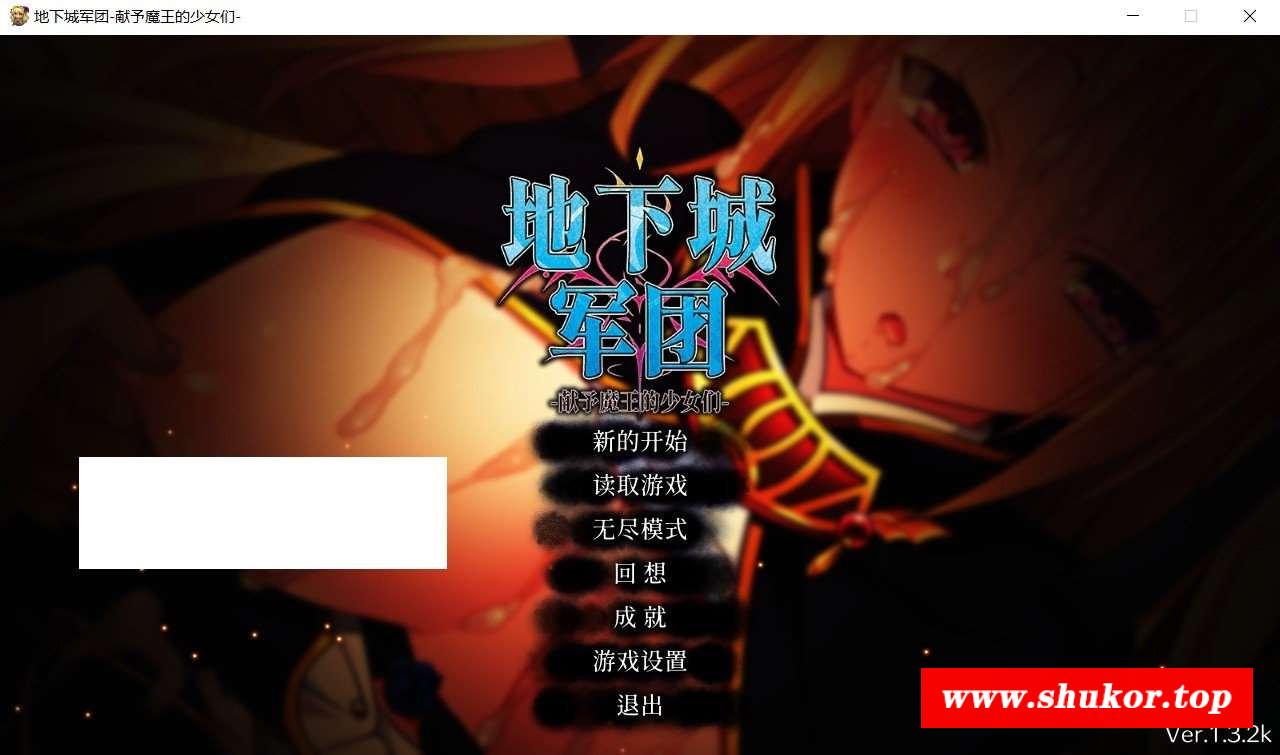 地下城军团-献予魔王的少女们-
地下城
军团
-献予魔王的少女们-
新的开始
读取游戏
无尽模式
回 想
成 就
游戏设置
退出
www.shukor.top
Ver.1.3.2k